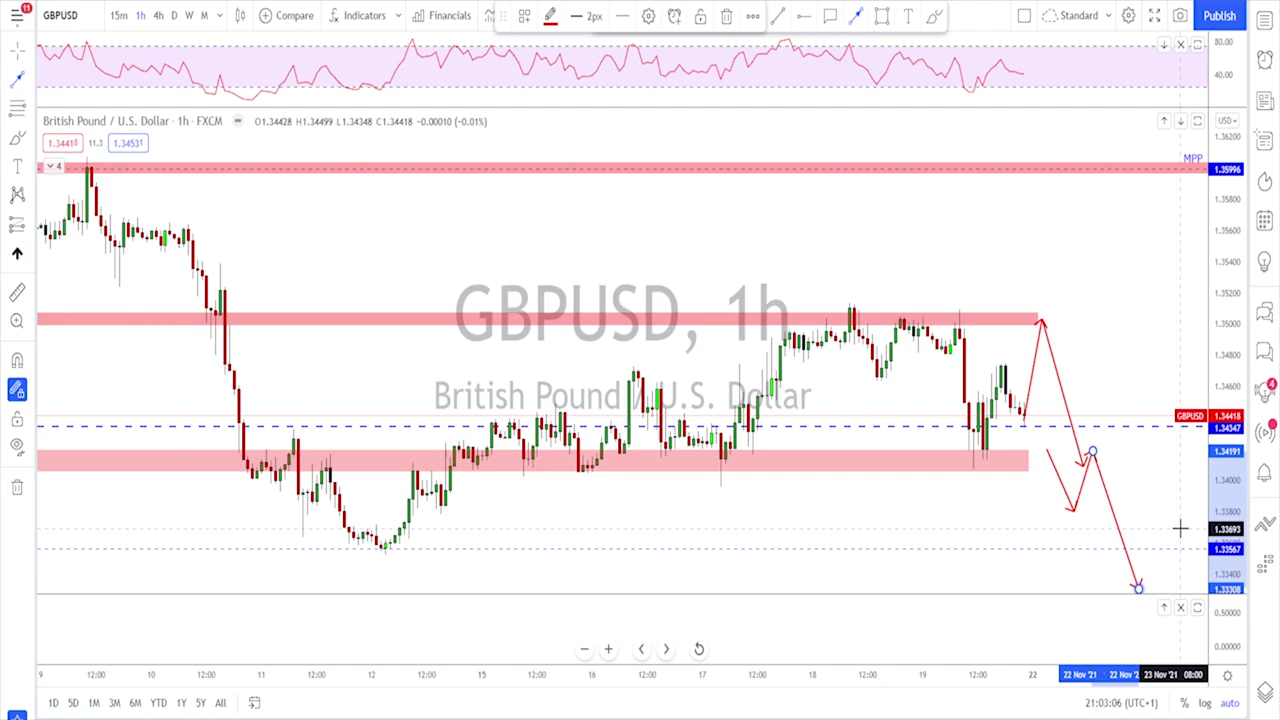 11
GBPUSD 15m 1h 4h D W M Compare Indicators Financials 2px Standard Publish
80.00
40.00
British Pound / U.S. Dollar · 1h · FXCM O1.34428 H1.34499 L1.34348 C1.34418 -0.00010 (-0.01%)
USD
1.34418 11.3 1.34531
4
MPP
1.36200
1.35996
1.35800
1.35600
1.35400
1.35200
1.35000
1.34800
1.34600
GBPUSD, 1h
British Pound / U.S. Dollar
GBPUSD 1.34418
1.34347
1.34191
1.34000
1.33800
1.33693
1.33567
1.33400
1.33308
4
0.50000
0.00000
9 12:00 10 12:00 11 12:00 12 12:00 15 12:00 16 12:00 17 12:00 18 12:00 19 12:00 22 22 Nov '21 22 Nov '2 23 Nov '21 08:00
1D 5D 1M 3M 6M YTD 1Y 5Y All 21:03:06 (UTC+1) % log auto